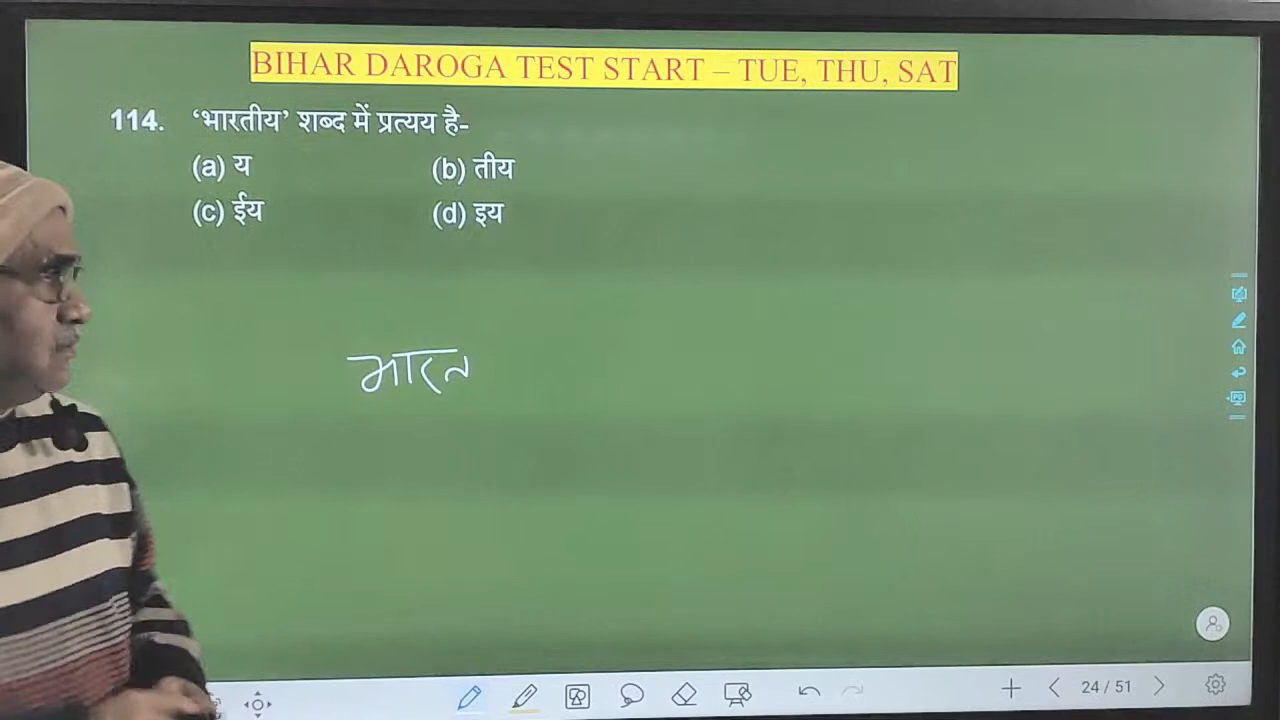 BIHAR DAROGA TEST START – TUE, THU, SAT
114. ‘भारतीय’ शब्द में प्रत्यय है-
(a) य (b) तीय
(c) ईय (d) इय
भारत
24 / 51